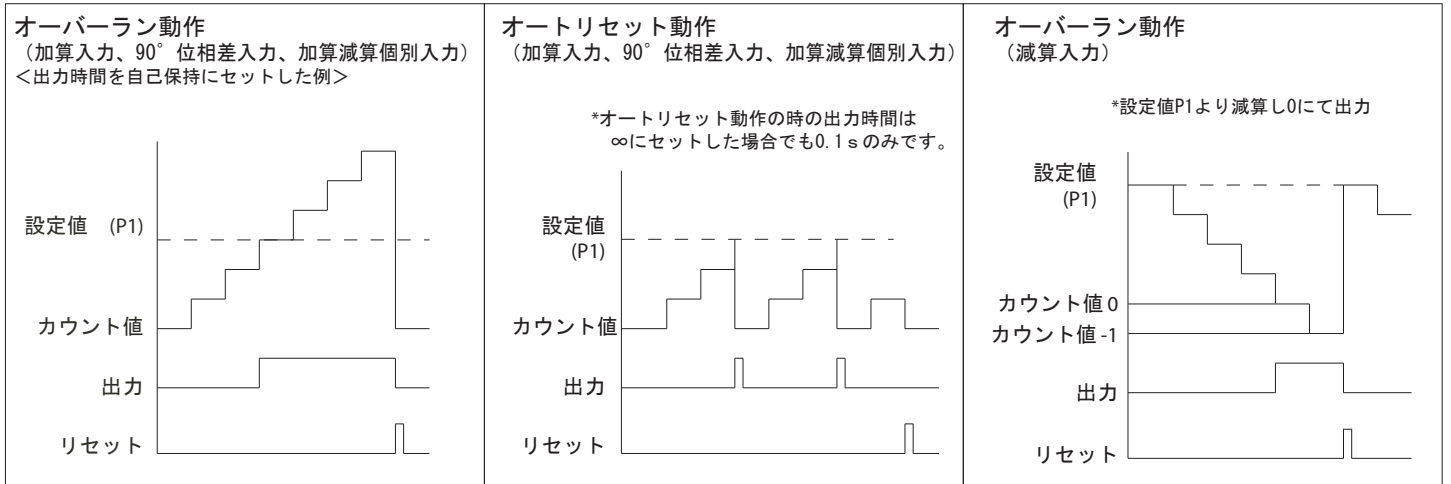 オーバーラン動作
（加算入力、90°位相差入力、加算減算個別入力）
＜出力時間を自己保持にセットした例＞
設定値 (P1)
カウント値
出力
リセット
オートリセット動作
（加算入力、90°位相差入力、加算減算個別入力）
*オートリセット動作の時の出力時間は
∞にセットした場合でも0.1ｓのみです。
設定値
(P1)
カウント値
出力
リセット
オーバーラン動作
（減算入力）
*設定値P1より減算し0にて出力
設定値
(P1)
カウント値 0
カウント値 -1
出力
リセット